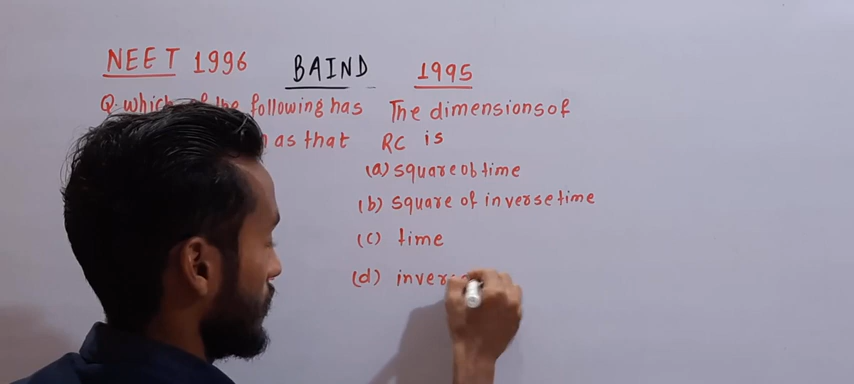 NEET 1996 BAIND 1995
Q. which of the following has The dimensions of
as that RC is
(a) square ob time
(b) square of inverse time
(c) time
(d) inver